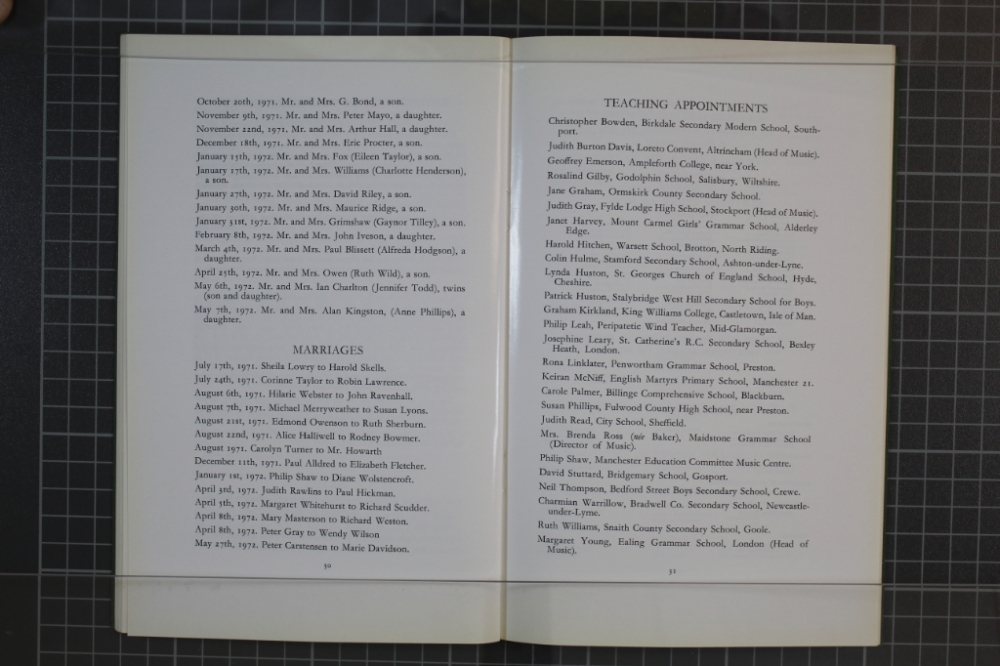 October 20th, 1971. Mr. and Mrs. G. Bond, a son.
November 9th, 1971. Mr. and Mrs. Peter Mayo, a daughter.
November 22nd, 1971. Mr. and Mrs. Arthur Hall, a daughter.
December 18th, 1971. Mr. and Mrs. Eric Procter, a son.
January 15th, 1972. Mr. and Mrs. Fox (Eileen Taylor), a son.
January 17th, 1972. Mr. and Mrs. Williams (Charlotte Henderson),
a son.
January 27th, 1972. Mr. and Mrs. David Riley, a son.
January 30th, 1972. Mr. and Mrs. Maurice Ridge, a son.
January 31st, 1972. Mr. and Mrs. Grimshaw (Gaynor Tilley), a son.
February 8th, 1972. Mr. and Mrs. John Iveson, a daughter.
March 4th, 1972. Mr. and Mrs. Paul Blissett (Alfreda Hodgson), a
daughter.
April 25th, 1972. Mr. and Mrs. Owen (Ruth Wild), a son.
May 6th, 1972. Mr. and Mrs. Ian Charlton (Jennifer Todd), twins
(son and daughter).
May 7th, 1972. Mr. and Mrs. Alan Kingston, (Anne Phillips), a
daughter.
MARRIAGES
July 17th, 1971. Sheila Lowry to Harold Skells.
July 24th, 1971. Corinne Taylor to Robin Lawrence.
August 6th, 1971. Hilarie Webster to John Ravenhall.
August 7th, 1971. Michael Merryweather to Susan Lyons.
August 21st, 1971. Edmond Owenson to Ruth Sherburn.
August 22nd, 1971. Alice Halliwell to Rodney Bowmer.
August 1971. Carolyn Turner to Mr. Howarth
December 11th, 1971. Paul Alldred to Elizabeth Fletcher.
January 1st, 1972. Philip Shaw to Diane Wolstencroft.
April 3rd, 1972. Judith Rawlins to Paul Hickman.
April 5th, 1972. Margaret Whitehurst to Richard Scudder.
April 8th, 1972. Mary Masterson to Richard Weston.
April 8th, 1972. Peter Gray to Wendy Wilson
May 27th, 1972. Peter Carstensen to Marie Davidson.
30
TEACHING APPOINTMENTS
Christopher Bowden, Birkdale Secondary Modern School, South-
port.
Judith Burton Davis, Loreto Convent, Altrincham (Head of Music).
Geoffrey Emerson, Ampleforth College, near York.
Rosalind Gilby, Godolphin School, Salisbury, Wiltshire.
Jane Graham, Ormskirk County Secondary School.
Judith Gray, Fylde Lodge High School, Stockport (Head of Music).
Janet Harvey, Mount Carmel Girls' Grammar School, Alderley
Edge.
Harold Hitchen, Warsett School, Brotton, North Riding.
Colin Hulme, Stamford Secondary School, Ashton-under-Lyne.
Lynda Huston, St. Georges Church of England School, Hyde,
Cheshire.
Patrick Huston, Stalybridge West Hill Secondary School for Boys.
Graham Kirkland, King Williams College, Castletown, Isle of Man.
Philip Leah, Peripatetic Wind Teacher, Mid-Glamorgan.
Josephine Leary, St. Catherine's R.C. Secondary School, Bexley
Heath, London.
Rona Linklater, Penwortham Grammar School, Preston.
Keiran McNiff, English Martyrs Primary School, Manchester 21.
Carole Palmer, Billinge Comprehensive School, Blackburn.
Susan Phillips, Fulwood County High School, near Preston.
Judith Read, City School, Sheffield.
Mrs. Brenda Ross (née Baker), Maidstone Grammar School
(Director of Music).
Philip Shaw, Manchester Education Committee Music Centre.
David Stuttard, Bridgemary School, Gosport.
Neil Thompson, Bedford Street Boys Secondary School, Crewe.
Charmian Warrillow, Bradwell Co. Secondary School, Newcastle-
under-Lyme.
Ruth Williams, Snaith County Secondary School, Goole.
Margaret Young, Ealing Grammar School, London (Head of
Music).
31